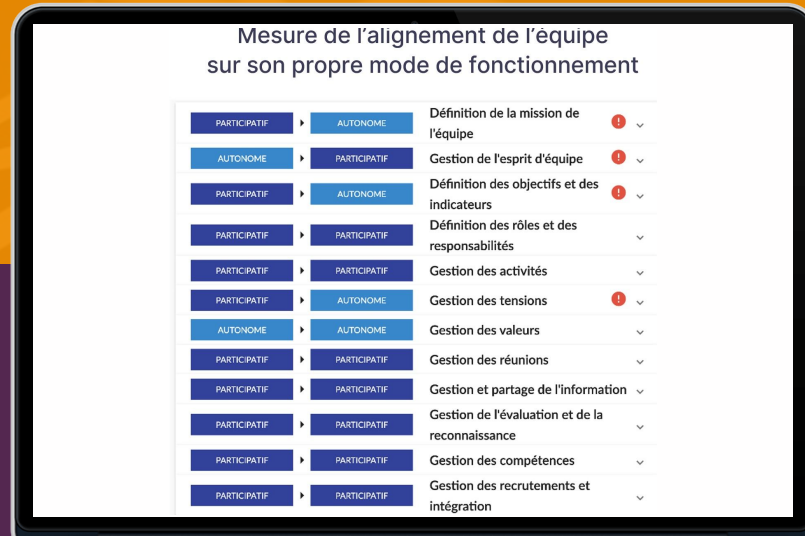 Mesure de l'alignement de l'équipe
sur son propre mode de fonctionnement
PARTICIPATIF AUTONOME Définition de la mission de
l'équipe
AUTONOME PARTICIPATIF Gestion de l'esprit d'équipe
PARTICIPATIF AUTONOME Définition des objectifs et des
indicateurs
PARTICIPATIF PARTICIPATIF Définition des rôles et des
responsabilités
PARTICIPATIF PARTICIPATIF Gestion des activités
PARTICIPATIF AUTONOME Gestion des tensions
AUTONOME AUTONOME Gestion des valeurs
PARTICIPATIF PARTICIPATIF Gestion des réunions
PARTICIPATIF PARTICIPATIF Gestion et partage de l'information
PARTICIPATIF PARTICIPATIF Gestion de l'évaluation et de la
reconnaissance
PARTICIPATIF PARTICIPATIF Gestion des compétences
PARTICIPATIF PARTICIPATIF Gestion des recrutements et
intégration